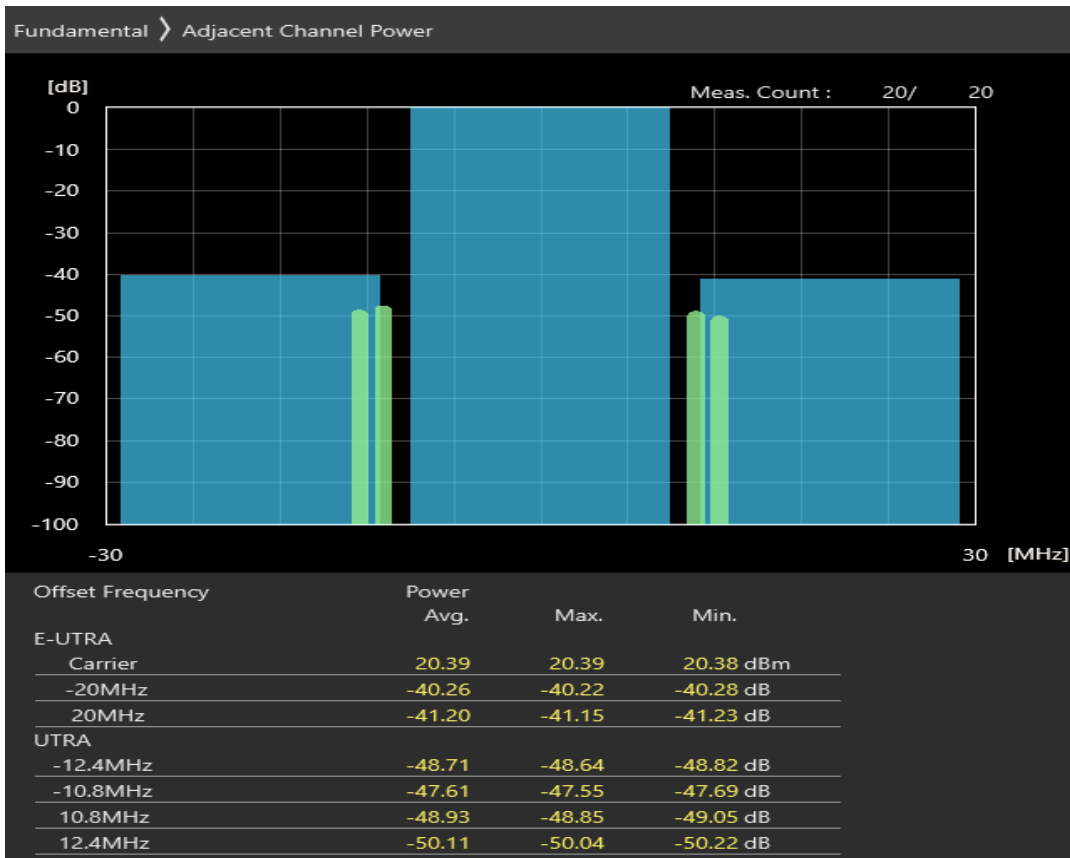 Fundamental 〉 Adjacent Channel Power
[dB]
Meas. Count : 20/ 20
0
-10
-20
-30
-40
-50
-60
-70
-80
-90
-100
-30 30 [MHz]
Offset Frequency Power
Avg. Max. Min.
E-UTRA
Carrier 20.39 20.39 20.38 dBm
-20MHz -40.26 -40.22 -40.28 dB
20MHz -41.20 -41.15 -41.23 dB
UTRA
-12.4MHz -48.71 -48.64 -48.82 dB
-10.8MHz -47.61 -47.55 -47.69 dB
10.8MHz -48.93 -48.85 -49.05 dB
12.4MHz -50.11 -50.04 -50.22 dB